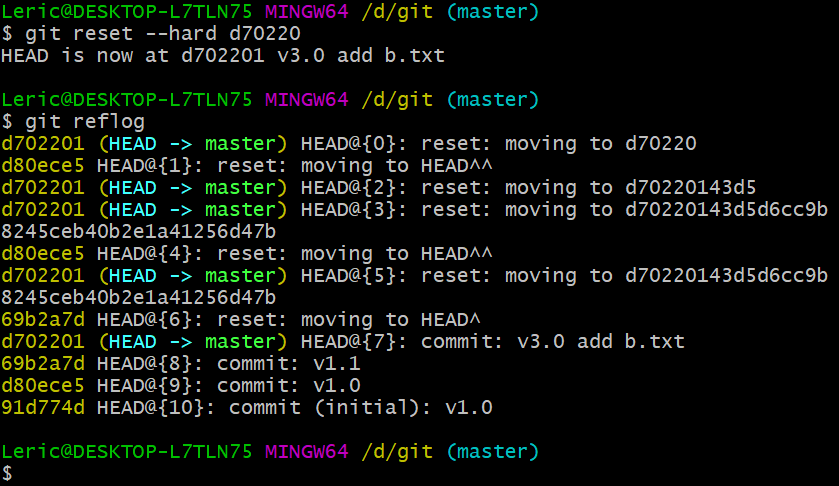 Leric@DESKTOP-L7TLN75 MINGW64 /d/git (master)
$ git reset --hard d70220
HEAD is now at d702201 v3.0 add b.txt
Leric@DESKTOP-L7TLN75 MINGW64 /d/git (master)
$ git reflog
d702201 (HEAD -> master) HEAD@{0}: reset: moving to d70220
d80ece5 HEAD@{1}: reset: moving to HEAD^^
d702201 (HEAD -> master) HEAD@{2}: reset: moving to d70220143d5
d702201 (HEAD -> master) HEAD@{3}: reset: moving to d70220143d5d6cc9b
8245ceb40b2e1a41256d47b
d80ece5 HEAD@{4}: reset: moving to HEAD^^
d702201 (HEAD -> master) HEAD@{5}: reset: moving to d70220143d5d6cc9b
8245ceb40b2e1a41256d47b
69b2a7d HEAD@{6}: reset: moving to HEAD^
d702201 (HEAD -> master) HEAD@{7}: commit: v3.0 add b.txt
69b2a7d HEAD@{8}: commit: v1.1
d80ece5 HEAD@{9}: commit: v1.0
91d774d HEAD@{10}: commit (initial): v1.0
Leric@DESKTOP-L7TLN75 MINGW64 /d/git (master)
$